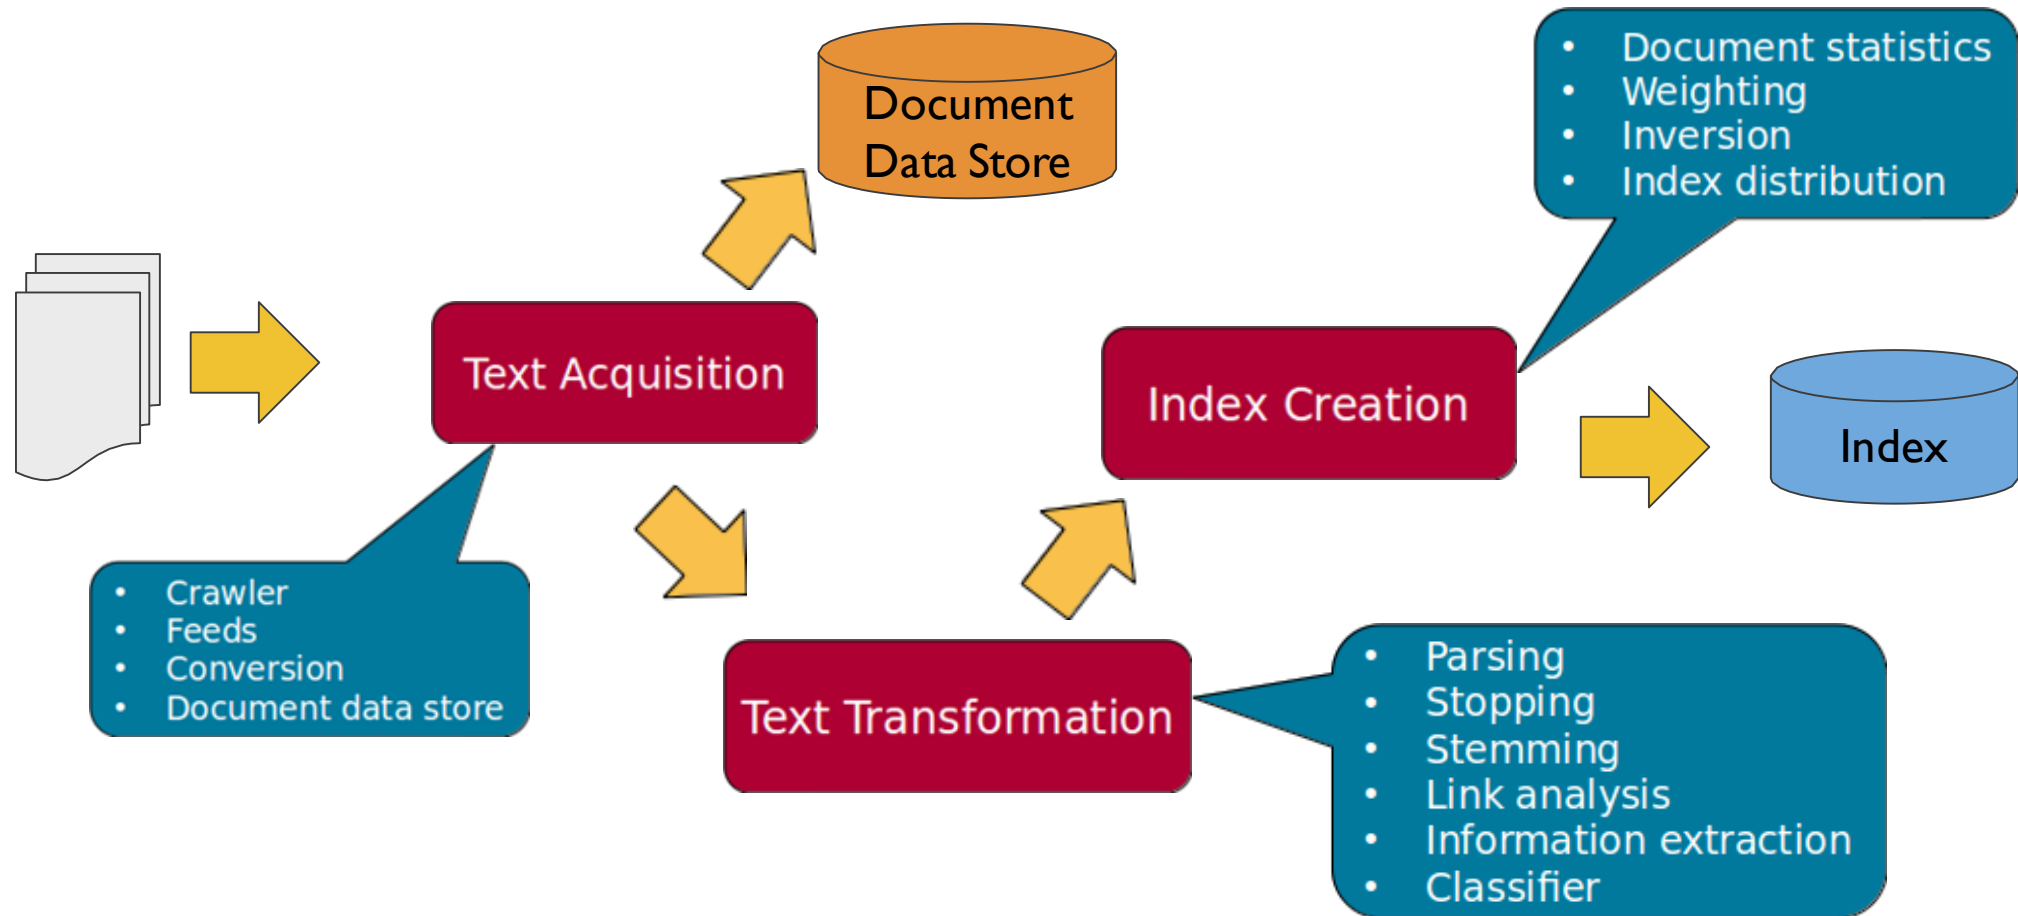 Document
Data Store
• Document statistics
• Weighting
• Inversion
• Index distribution
Text Acquisition
Index Creation
Index
• Crawler
• Feeds
• Conversion
• Document data store
Text Transformation
• Parsing
• Stopping
• Stemming
• Link analysis
• Information extraction
• Classifier